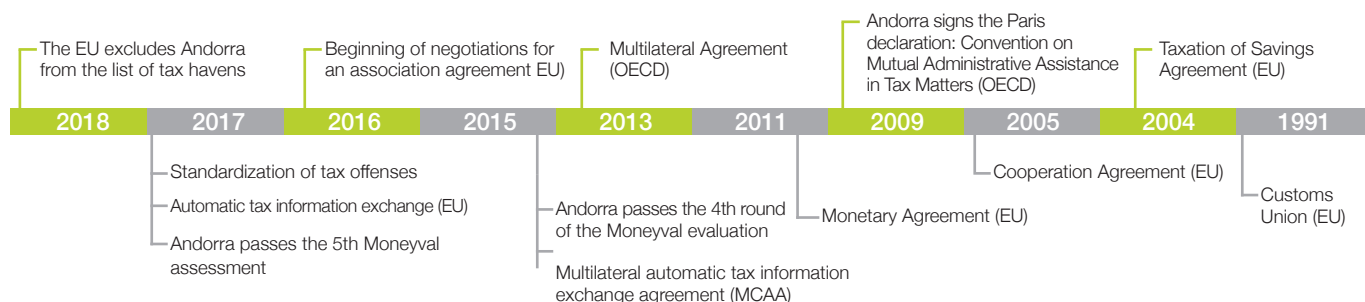 The EU excludes Andorra
from the list of tax havens
Beginning of negotiations for
an association agreement EU)
Multilateral Agreement
(OECD)
Andorra signs the Paris
declaration: Convention on
Mutual Administrative Assistance
in Tax Matters (OECD)
Taxation of Savings
Agreement (EU)
2018 2017 2016 2015 2013 2011 2009 2005 2004 1991
Standardization of tax offenses
Automatic tax information exchange (EU)
Andorra passes the 5th Moneyval
assessment
Andorra passes the 4th round
of the Moneyval evaluation
Multilateral automatic tax information
exchange agreement (MCAA)
Monetary Agreement (EU)
Cooperation Agreement (EU)
Customs
Union (EU)